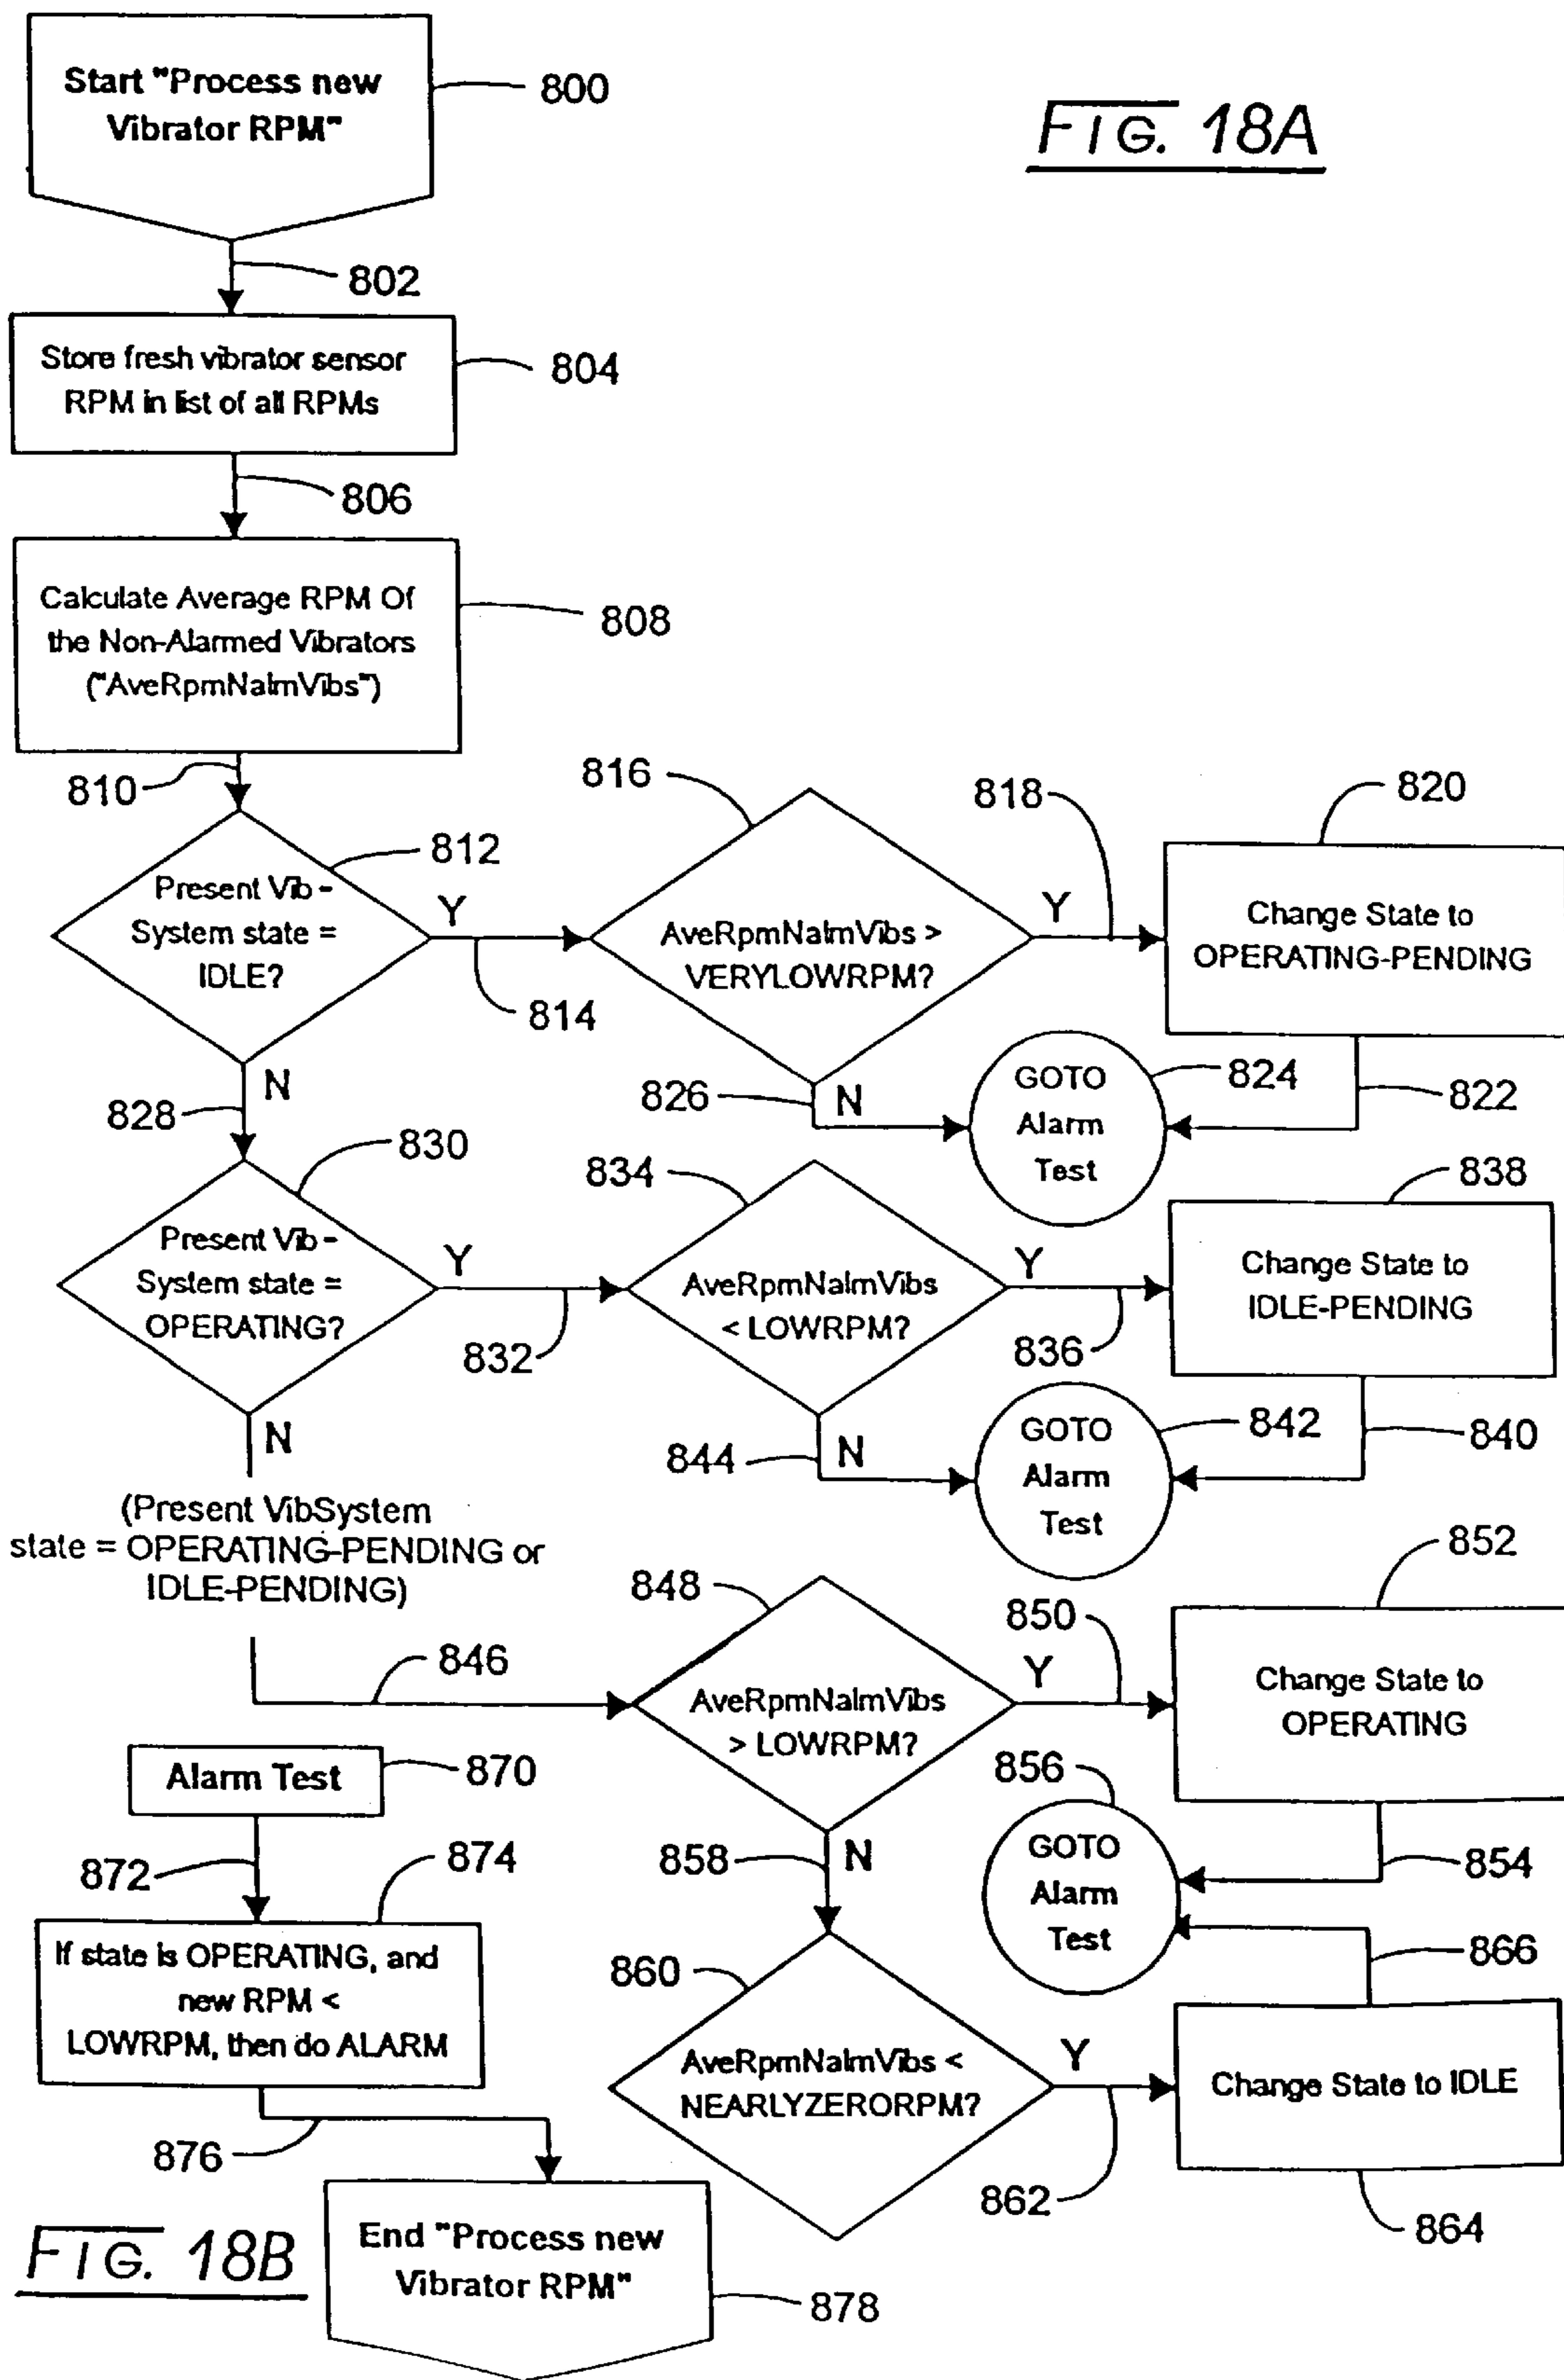 Start "Process new
Vibrator RPM"
800
FIG. 18A
802
Store fresh vibrator sensor
RPM in list of all RPMs
804
806
Calculate Average RPM Of
the Non-Alarmed Vibrators
("AveRpmNalmVibs")
808
810
812
Present Vib-
System state =
IDLE?
Y
814
816
AveRpmNalmVibs >
VERYLOWRPM?
818
Y
820
Change State to
OPERATING-PENDING
822
GOTO
Alarm
Test
824
826
N
N
828
830
Present Vib-
System state =
OPERATING?
Y
832
834
AveRpmNalmVibs
< LOWRPM?
Y
836
838
Change State to
IDLE-PENDING
840
GOTO
Alarm
Test
842
844
N
N
(Present VibSystem
state = OPERATING-PENDING or
IDLE-PENDING)
846
848
AveRpmNalmVibs
> LOWRPM?
850
Y
852
Change State to
OPERATING
854
856
GOTO
Alarm
Test
858
N
860
AveRpmNalmVibs <
NEARLYZERORPM?
Y
862
Change State to IDLE
864
866
Alarm Test
870
872
874
If state is OPERATING, and
new RPM <
LOWRPM, then do ALARM
876
End "Process new
Vibrator RPM"
878
FIG. 18B